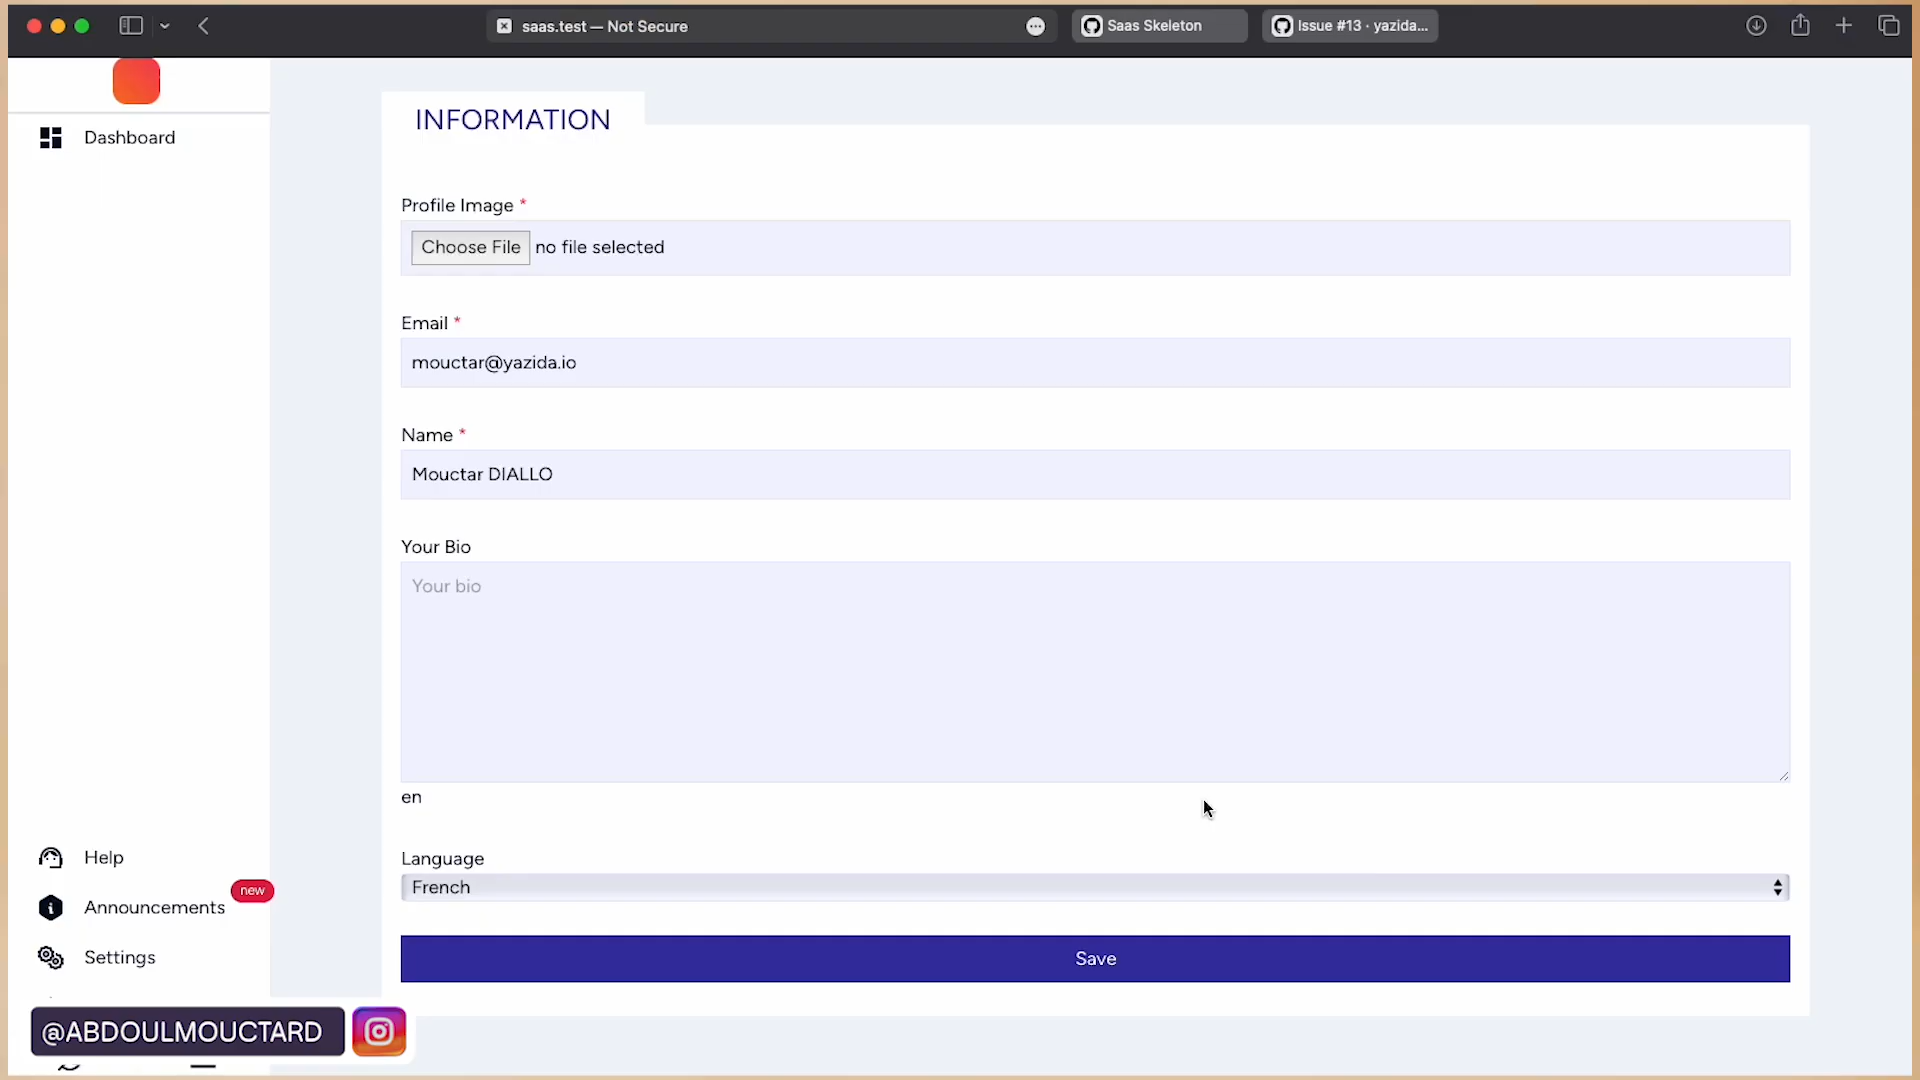 saas.test — Not Secure
Saas Skeleton
Issue #13 · yazida...
Dashboard
INFORMATION
Profile Image *
Choose File no file selected
Email *
mouctar@yazida.io
Name *
Mouctar DIALLO
Your Bio
Your bio
en
Language
French
Save
Help
new
Announcements
Settings
@ABDOULMOUCTARD